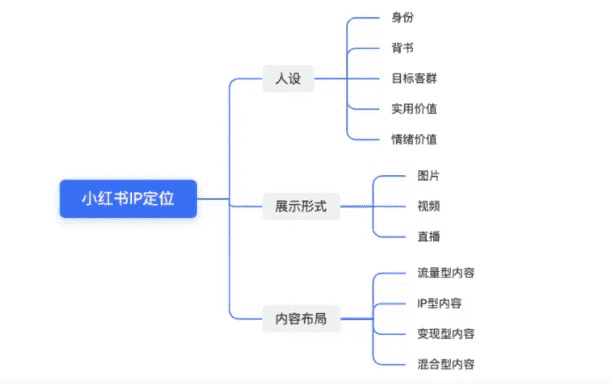 小红书IP定位
人设
身份
背书
目标客群
实用价值
情绪价值
展示形式
图片
视频
直播
内容布局
流量型内容
IP型内容
变现型内容
混合型内容